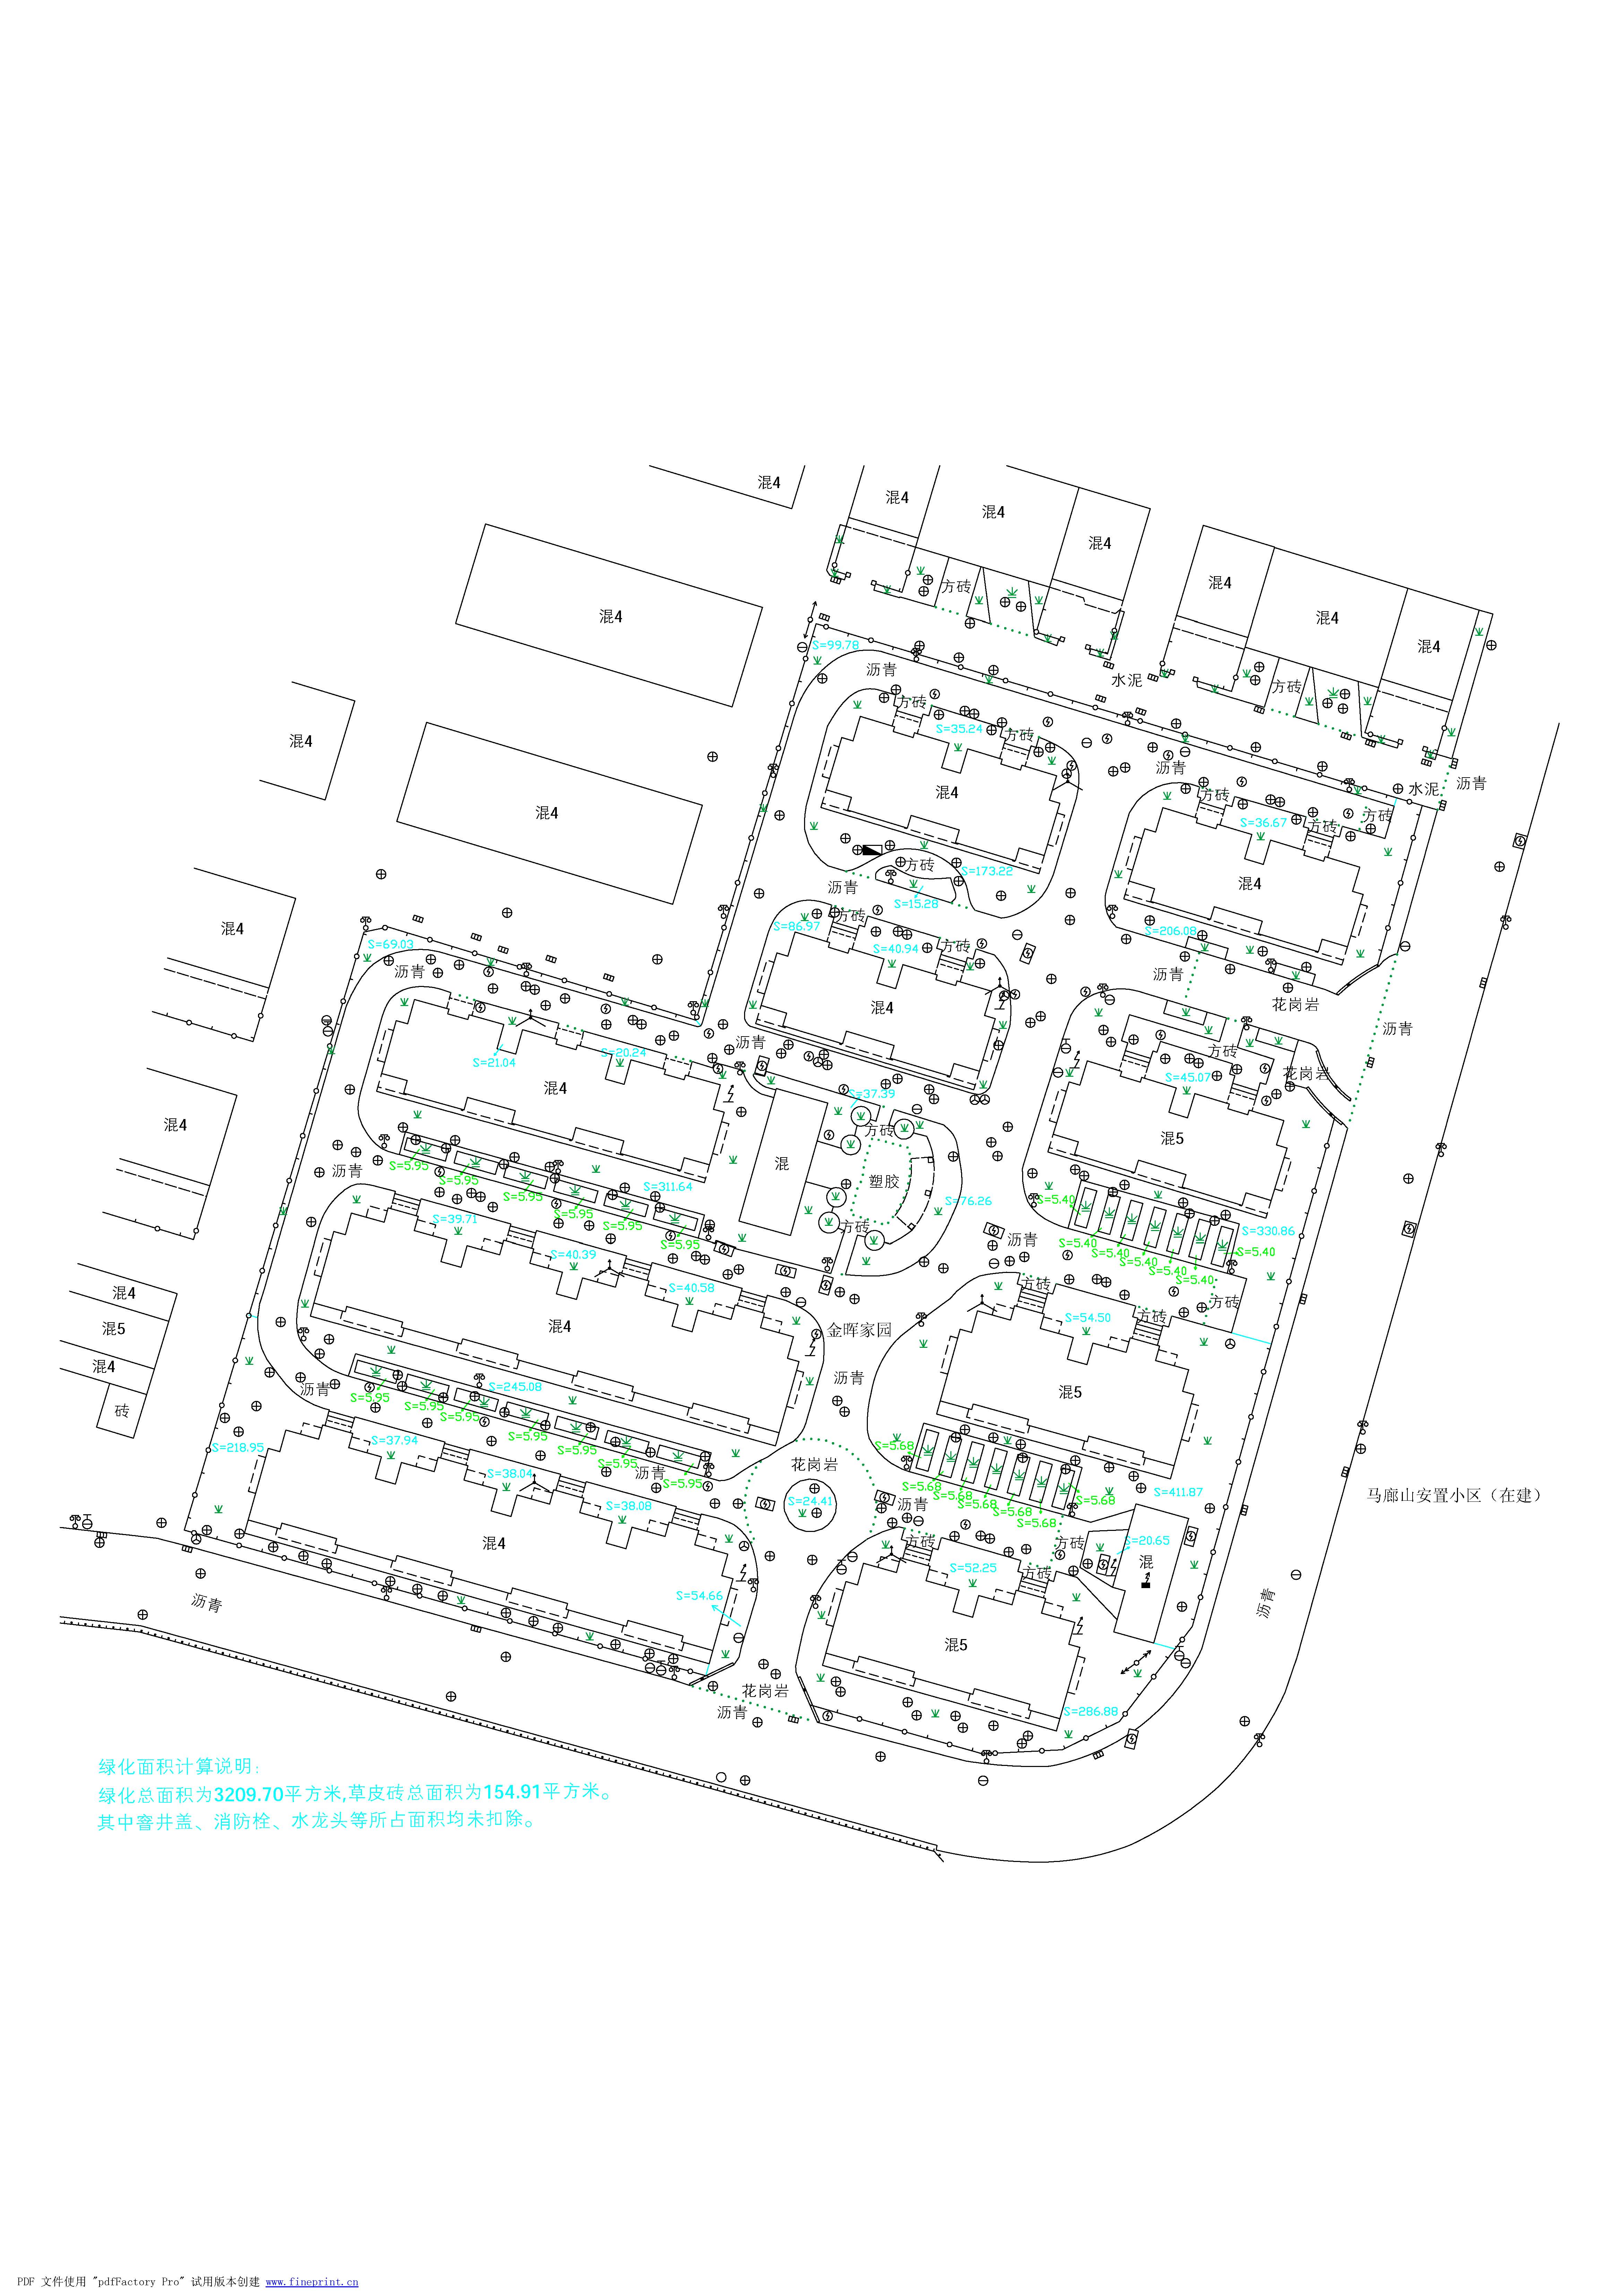 混4
混4
混4
混4
混4
混4
混4
混4
混4
方砖
方砖
水泥
S=99.78
沥青
方砖
S=35.24
方砖
混4
沥青
方砖
S=36.67
方砖
方砖
水泥
沥青
混4
混4
混4
方砖
S=173.22
沥青
S=15.28
S=86.97
方砖
S=40.94
方砖
混4
S=206.08
沥青
花岗岩
沥青
混4
S=69.03
沥青
S=21.04
S=20.24
混4
沥青
S=37.39
方砖
混
塑胶
方砖
S=76.26
方砖
S=45.07
花岗岩
混5
混4
沥青
S=5.95
S=5.95
S=5.95
S=5.95
S=5.95
S=5.95
S=311.64
S=39.71
S=40.39
S=40.58
混4
金晖家园
沥青
沥青
S=5.40
S=5.40
S=5.40
S=5.40
S=5.40
S=5.40
S=5.40
S=330.86
方砖
S=54.50
方砖
方砖
混5
混4
混5
混4
砖
沥青
S=245.08
S=5.95
S=5.95
S=5.95
S=5.95
S=5.95
S=5.95
S=5.95
沥青
S=218.95
S=37.94
S=38.04
S=38.08
混4
花岗岩
S=24.41
S=5.68
S=5.68
S=5.68
S=5.68
S=5.68
S=5.68
S=5.68
S=411.87
沥青
方砖
S=52.25
方砖
方砖
S=20.65
混
混5
马廊山安置小区（在建）
沥青
沥青
S=54.66
花岗岩
沥青
S=286.88
绿化面积计算说明:
绿化总面积为3209.70平方米,草皮砖总面积为154.91平方米。
其中窨井盖、消防栓、水龙头等所占面积均未扣除。
PDF 文件使用 "pdfFactory Pro" 试用版本创建 www.fineprint.cn